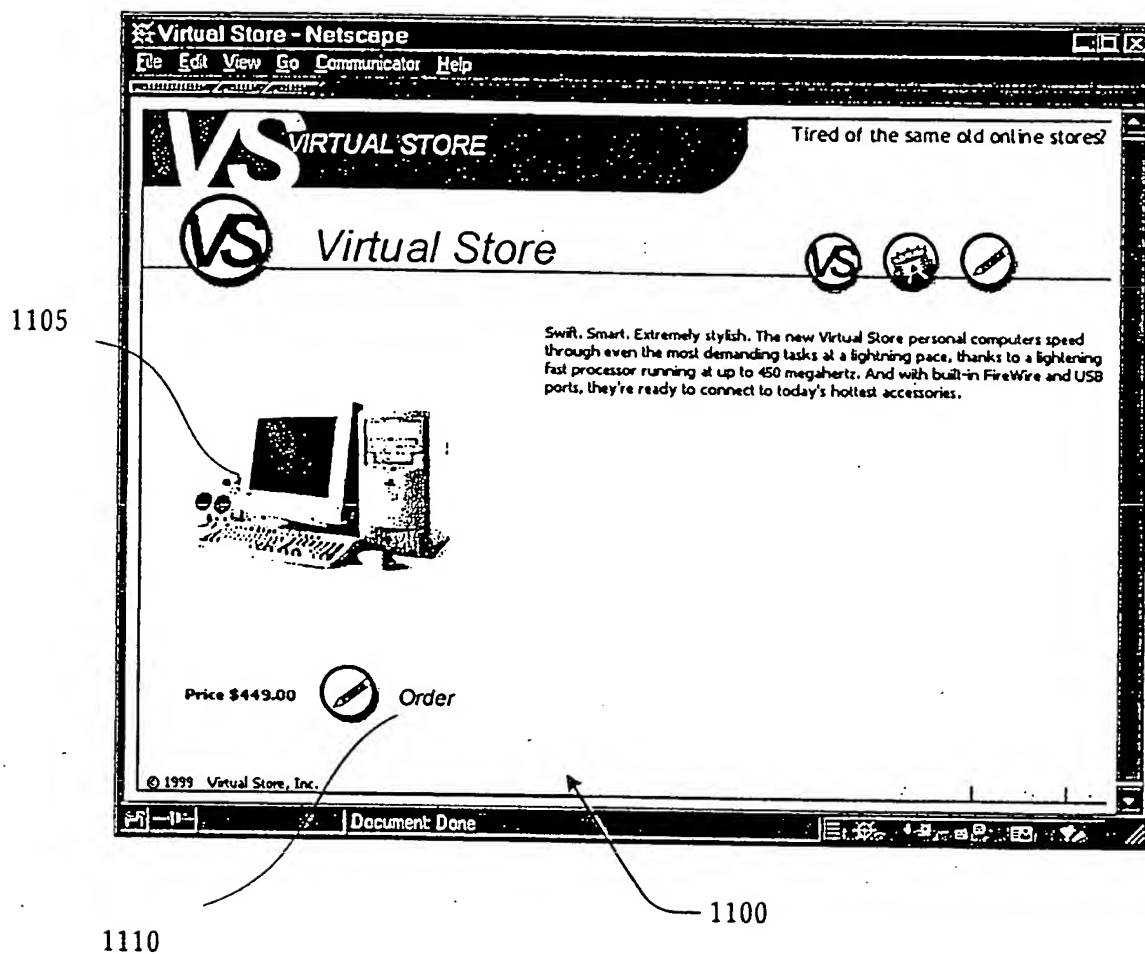 Virtual Store - Netscape
File Edit View Go Communicator Help
VS VIRTUAL STORE
Tired of the same old online stores?
VS Virtual Store
VS
1105
Swift. Smart. Extremely stylish. The new Virtual Store personal computers speed
through even the most demanding tasks at a lightning pace, thanks to a lightening
fast processor running at up to 450 megahertz. And with built-in FireWire and USB
ports, they're ready to connect to today's hottest accessories.
Price $449.00 Order
© 1999 Virtual Store, Inc.
Document: Done
1100
1110